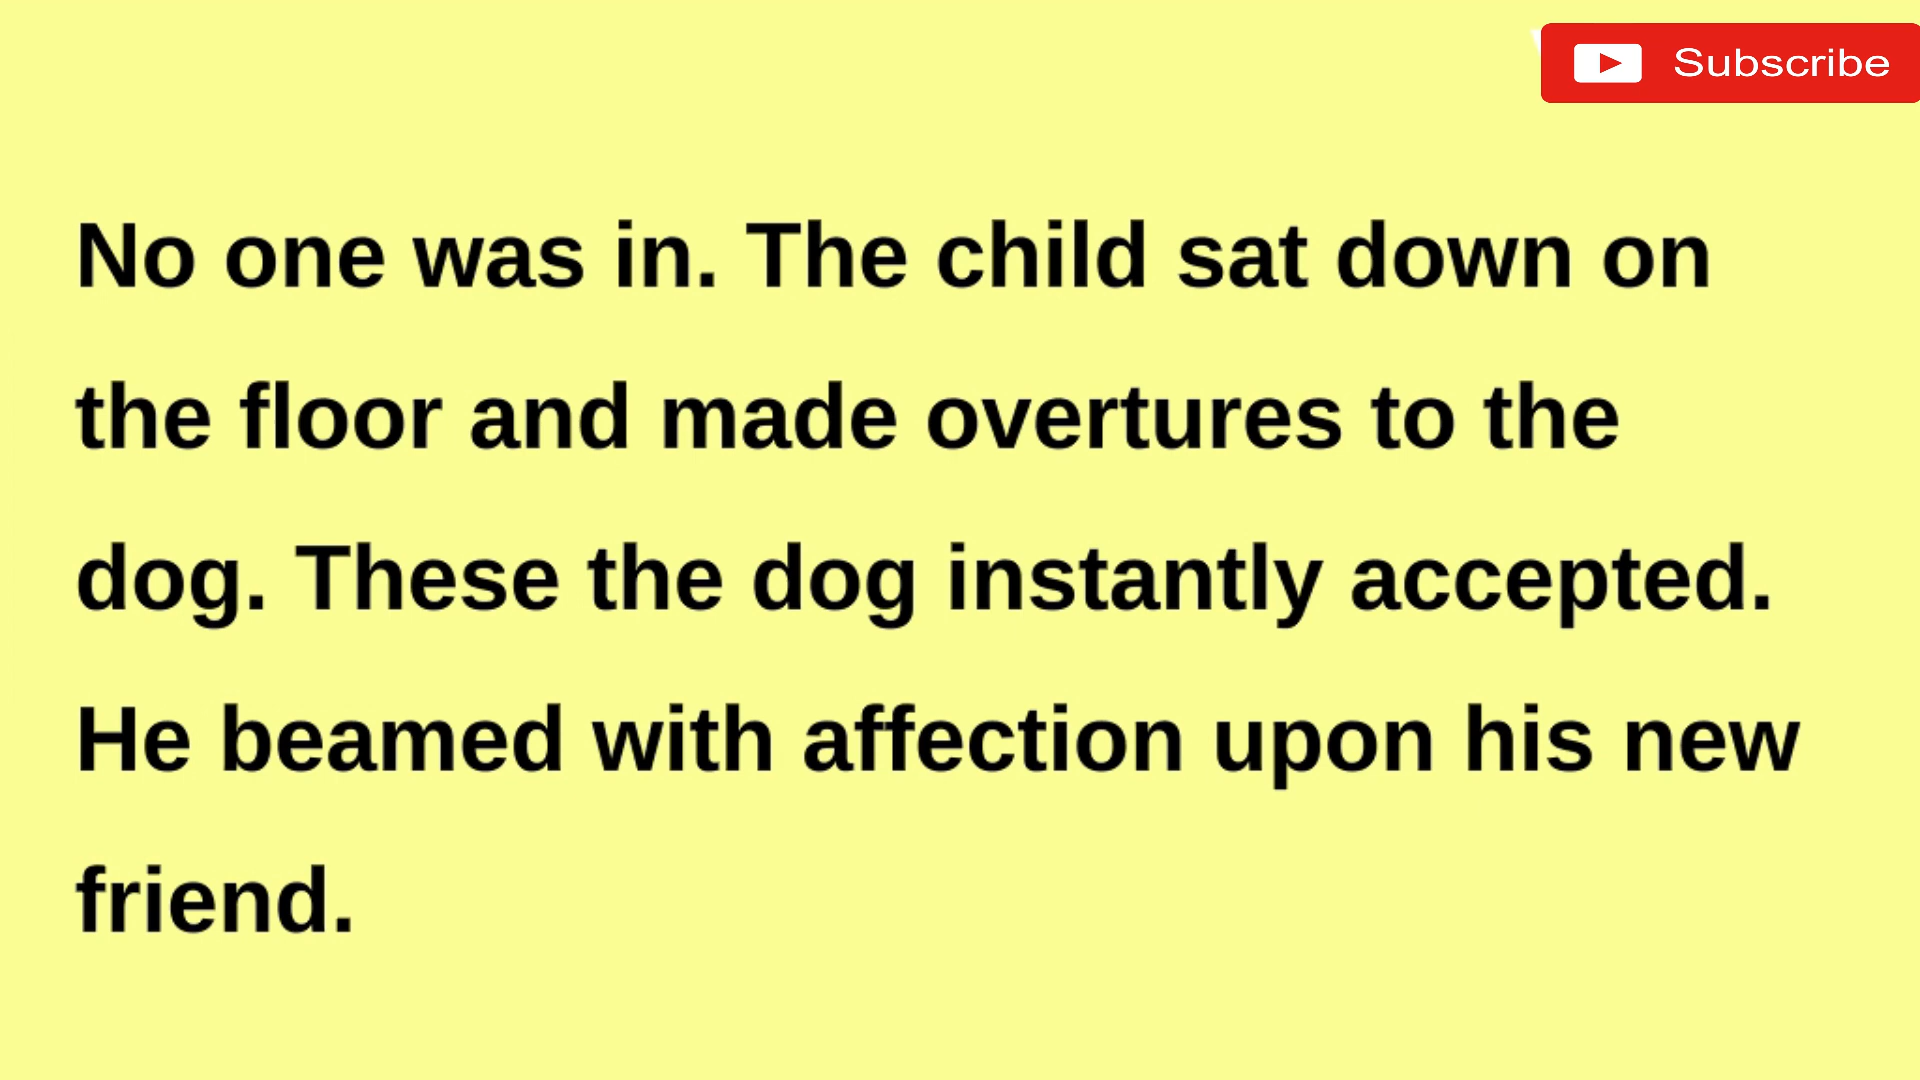 Subscribe
No one was in. The child sat down on
the floor and made overtures to the
dog. These the dog instantly accepted.
He beamed with affection upon his new
friend.